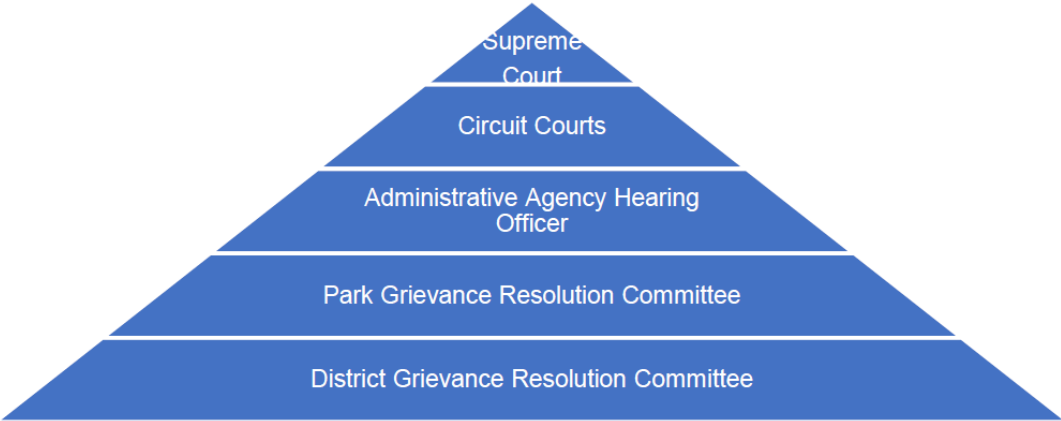 Supreme
Court
Circuit Courts
Administrative Agency Hearing
Officer
Park Grievance Resolution Committee
District Grievance Resolution Committee